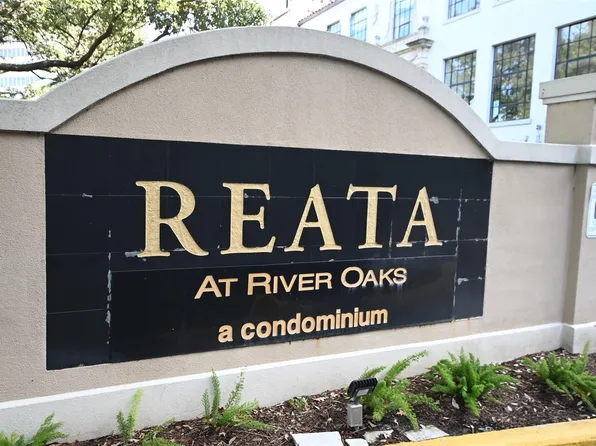 REATA
AT RIVER OAKS
a condominium